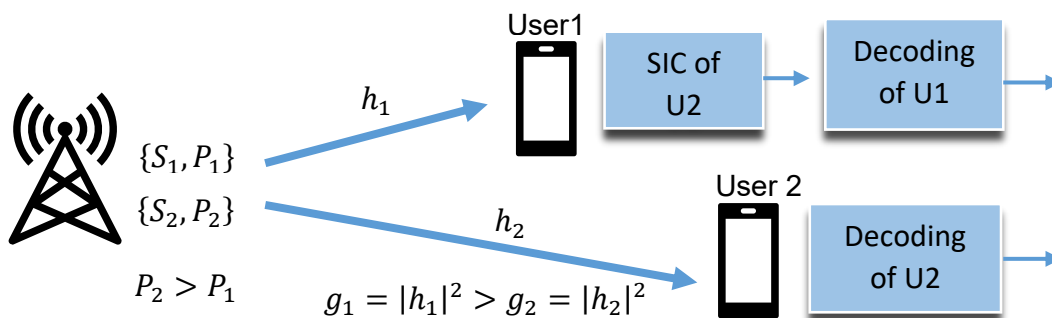 User1
SIC of
U2
Decoding
of U1
h₁
{S₁, P₁}
{S₂, P₂}
h₂
User 2
Decoding
of U2
P₂ > P₁
g₁ = |h₁|² > g₂ = |h₂|²